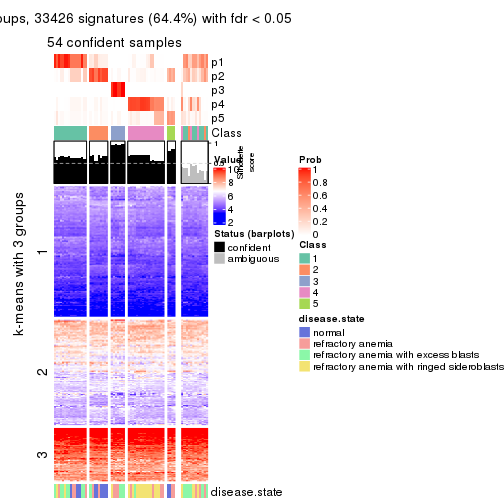 oups, 33426 signatures (64.4%) with fdr < 0.05
54 confident samples
p1
p2
p3
p4
p5
Class
1
0.5
Silhouette
score
k-means with 3 groups
1
2
3
disease.state
Value
10
8
6
4
2
Status (barplots)
confident
ambiguous
Prob
1
0.8
0.6
0.4
0.2
0
Class
1
2
3
4
5
disease.state
normal
refractory anemia
refractory anemia with excess blasts
refractory anemia with ringed sideroblasts